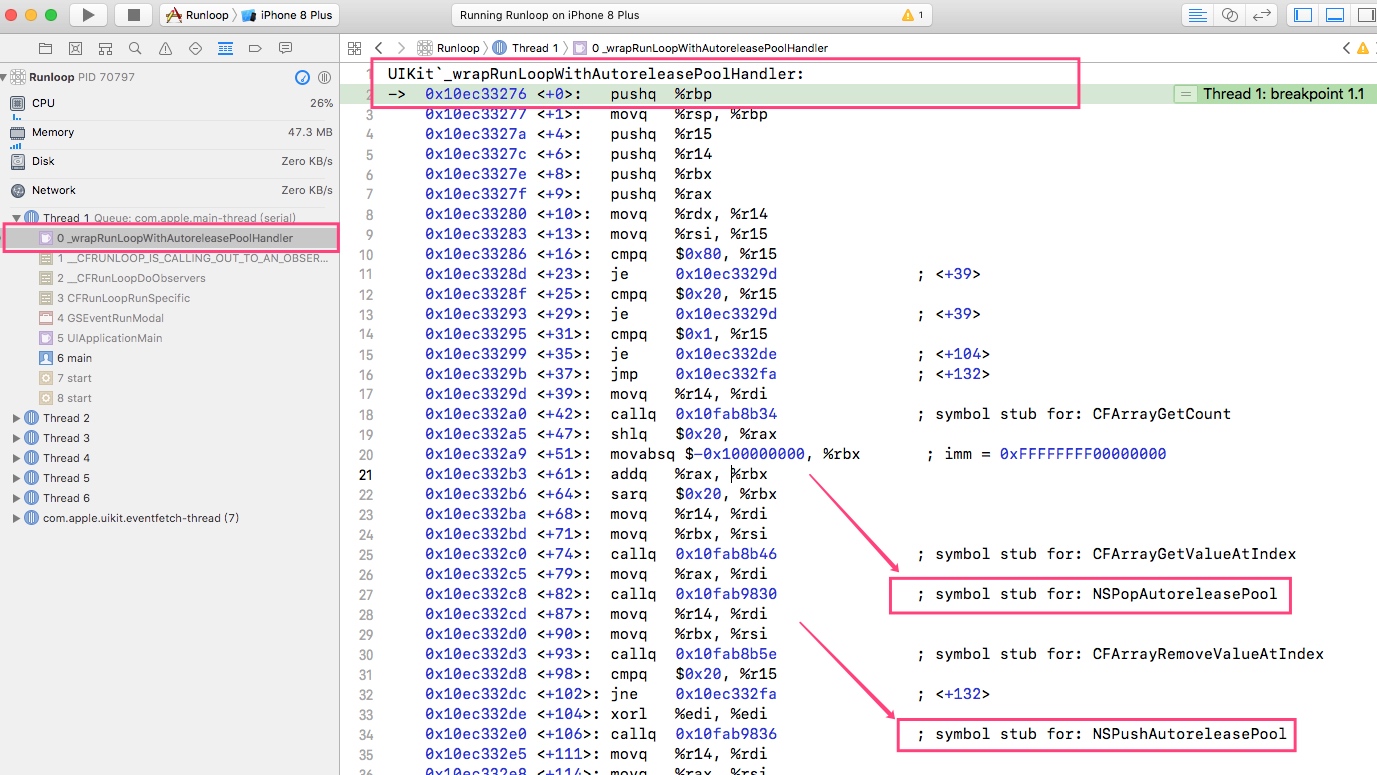 Runloop
iPhone 8 Plus
Running Runloop on iPhone 8 Plus
1
Runloop PID 70797
CPU
26%
Memory
47.3 MB
Disk
Zero KB/s
Network
Zero KB/s
Thread 1 Queue: com.apple.main-thread (serial)
0 _wrapRunLoopWithAutoreleasePoolHandler
1 __CFRUNLOOP_IS_CALLING_OUT_TO_AN_OBSER...
2 __CFRunLoopDoObservers
3 CFRunLoopRunSpecific
4 GSEventRunModal
5 UIApplicationMain
6 main
7 start
8 start
Thread 2
Thread 3
Thread 4
Thread 5
Thread 6
com.apple.uikit.eventfetch-thread (7)
Runloop
Thread 1
0 _wrapRunLoopWithAutoreleasePoolHandler
1 UIKit`_wrapRunLoopWithAutoreleasePoolHandler:
2 -> 0x10ec33276 <+0>: pushq %rbp
Thread 1: breakpoint 1.1
3 0x10ec33277 <+1>: movq %rsp, %rbp
4 0x10ec3327a <+4>: pushq %r15
5 0x10ec3327c <+6>: pushq %r14
6 0x10ec3327e <+8>: pushq %rbx
7 0x10ec3327f <+9>: pushq %rax
8 0x10ec33280 <+10>: movq %rdx, %r14
9 0x10ec33283 <+13>: movq %rsi, %r15
10 0x10ec33286 <+16>: cmpq $0x80, %r15
11 0x10ec3328d <+23>: je 0x10ec3329d ; <+39>
12 0x10ec3328f <+25>: cmpq $0x20, %r15
13 0x10ec33293 <+29>: je 0x10ec3329d ; <+39>
14 0x10ec33295 <+31>: cmpq $0x1, %r15
15 0x10ec33299 <+35>: je 0x10ec332de ; <+104>
16 0x10ec3329b <+37>: jmp 0x10ec332fa ; <+132>
17 0x10ec3329d <+39>: movq %r14, %rdi
18 0x10ec332a0 <+42>: callq 0x10fab8b34 ; symbol stub for: CFArrayGetCount
19 0x10ec332a5 <+47>: shlq $0x20, %rax
20 0x10ec332a9 <+51>: movabsq $-0x100000000, %rbx ; imm = 0xFFFFFFFF00000000
21 0x10ec332b3 <+61>: addq %rax, %rbx
22 0x10ec332b6 <+64>: sarq $0x20, %rbx
23 0x10ec332ba <+68>: movq %r14, %rdi
24 0x10ec332bd <+71>: movq %rbx, %rsi
25 0x10ec332c0 <+74>: callq 0x10fab8b46 ; symbol stub for: CFArrayGetValueAtIndex
26 0x10ec332c5 <+79>: movq %rax, %rdi
27 0x10ec332c8 <+82>: callq 0x10fab9830 ; symbol stub for: NSPopAutoreleasePool
28 0x10ec332cd <+87>: movq %r14, %rdi
29 0x10ec332d0 <+90>: movq %rbx, %rsi
30 0x10ec332d3 <+93>: callq 0x10fab8b5e ; symbol stub for: CFArrayRemoveValueAtIndex
31 0x10ec332d8 <+98>: cmpq $0x20, %r15
32 0x10ec332dc <+102>: jne 0x10ec332fa ; <+132>
33 0x10ec332de <+104>: xorl %edi, %edi
34 0x10ec332e0 <+106>: callq 0x10fab9836 ; symbol stub for: NSPushAutoreleasePool
35 0x10ec332e5 <+111>: movq %r14, %rdi
36 0x10ec332e8 <+114>: movq %rax, %rsi